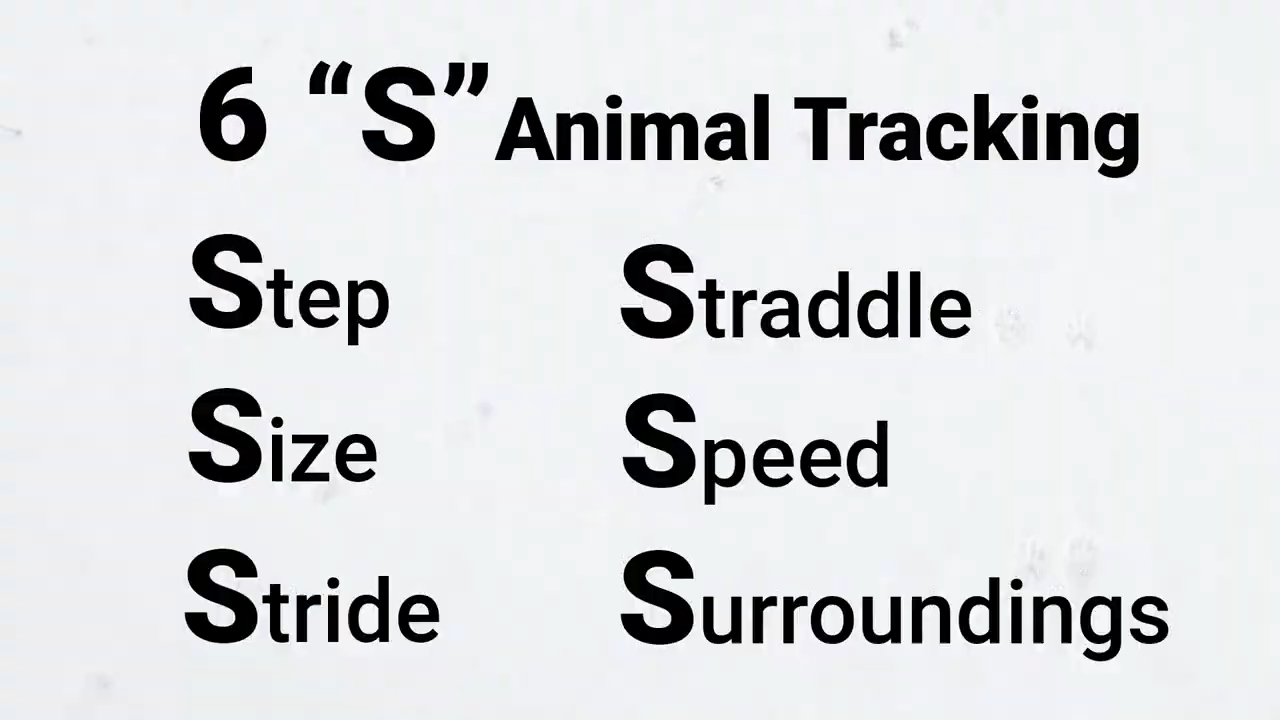 6 “S” Animal Tracking
Step
Size
Stride
Straddle
Speed
Surroundings